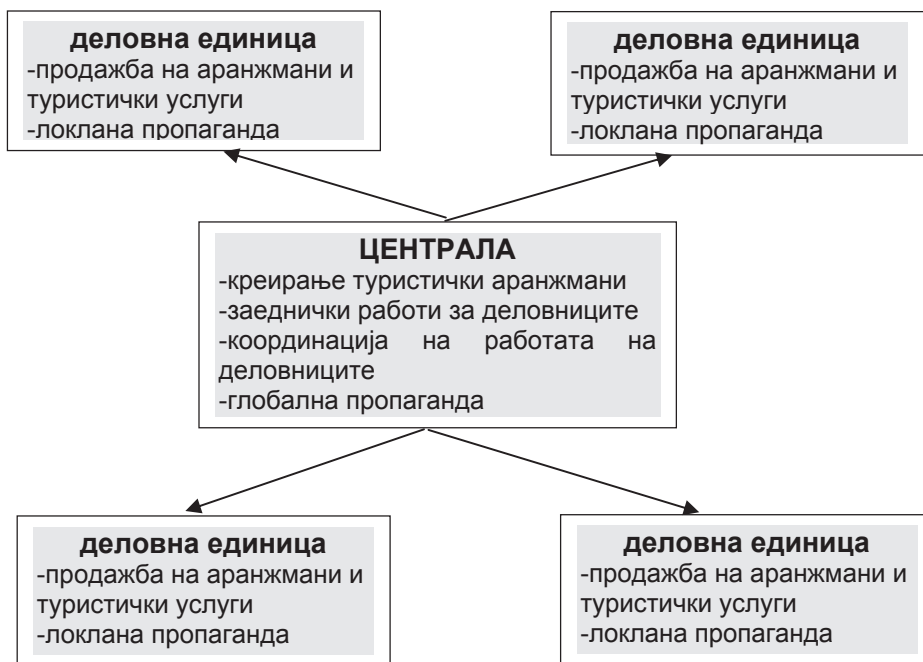 деловна единица
-продажба на аранжмани и
туристички услуги
-локлана пропаганда
деловна единица
-продажба на аранжмани и
туристички услуги
-локлана пропаганда
ЦЕНТРАЛА
-креирање туристички аранжмани
-заеднички работи за деловниците
-координација на работата на
деловниците
-глобална пропаганда
деловна единица
-продажба на аранжмани и
туристички услуги
-локлана пропаганда
деловна единица
-продажба на аранжмани и
туристички услуги
-локлана пропаганда